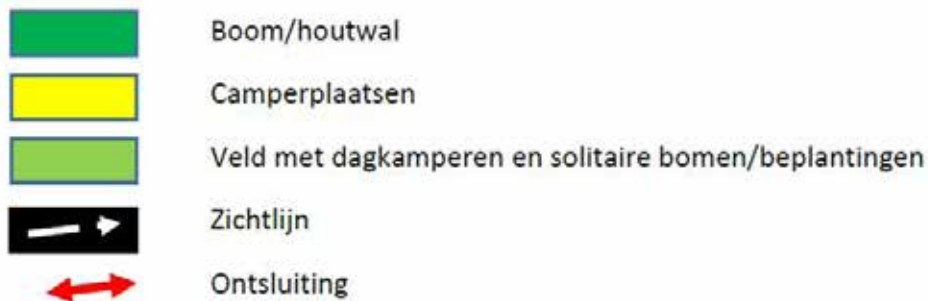 Boom/houtwal
Camperplaatsen
Veld met dagkamperen en solitaire bomen/beplantingen
Zichtlijn
Ontsluiting